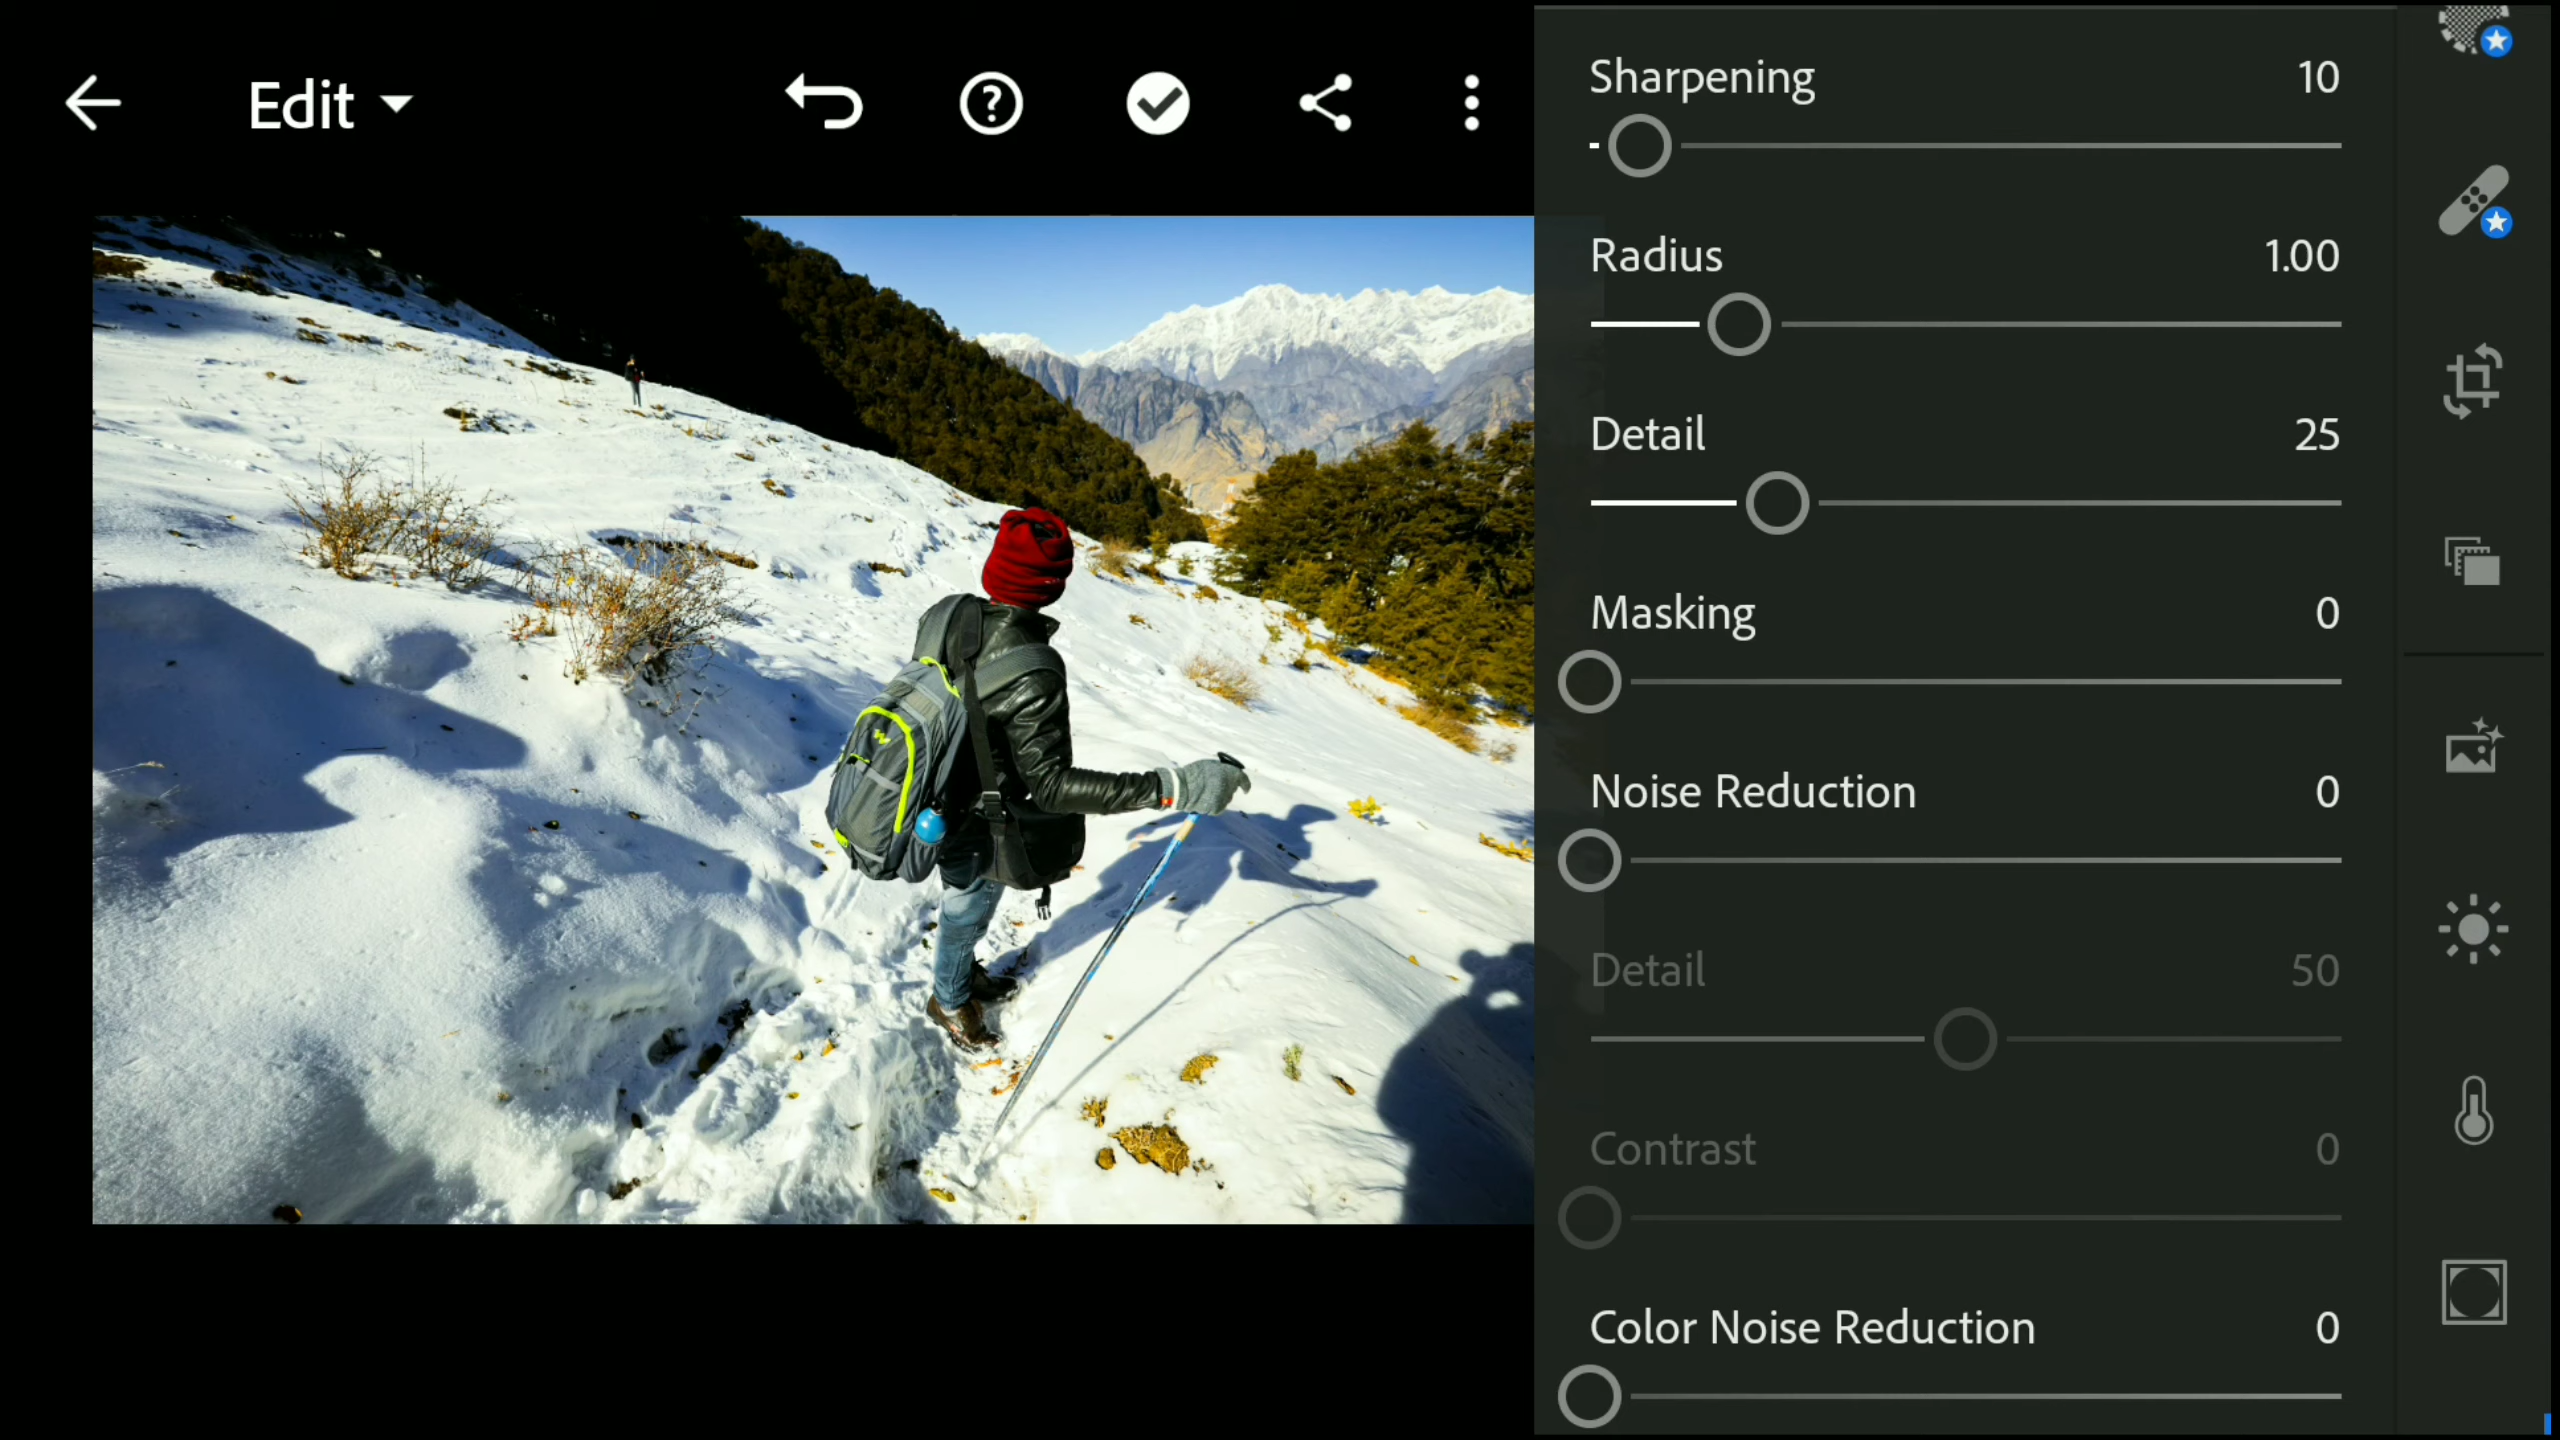 Edit
Sharpening 10
Radius 1.00
Detail 25
Masking 0
Noise Reduction 0
Detail 50
Contrast 0
Color Noise Reduction 0